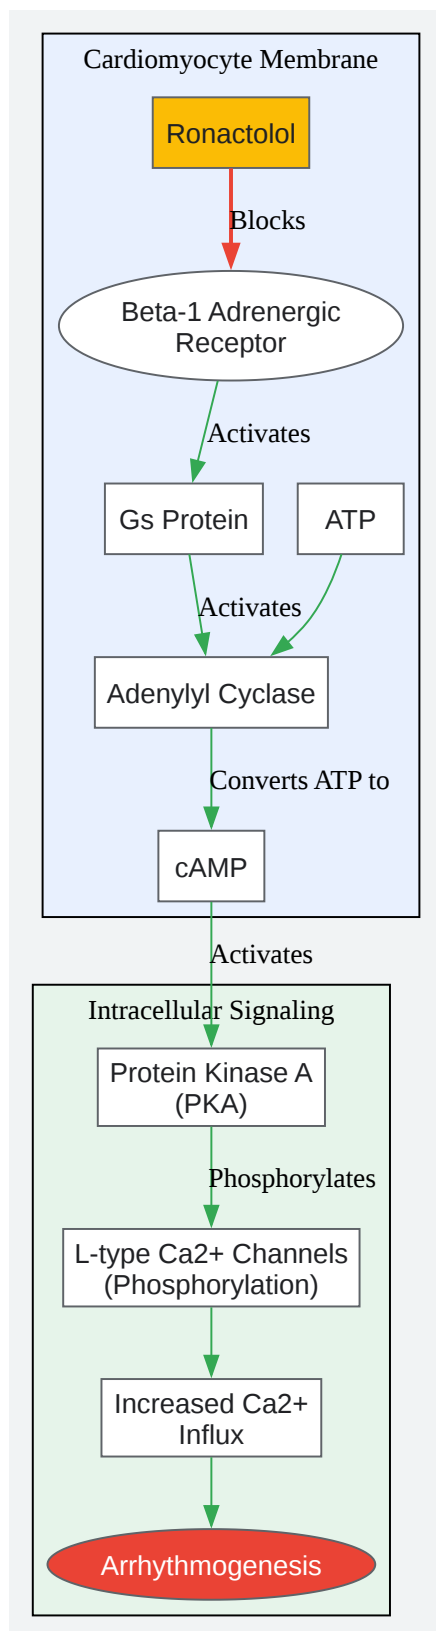 Cardiomyocyte Membrane
Ronactolol
Blocks
Beta-1 Adrenergic
Receptor
Activates
Gs Protein
ATP
Activates
Adenylyl Cyclase
Converts ATP to
cAMP
Activates
Intracellular Signaling
Protein Kinase A
(PKA)
Phosphorylates
L-type Ca2+ Channels
(Phosphorylation)
Increased Ca2+
Influx
Arrhythmogenesis